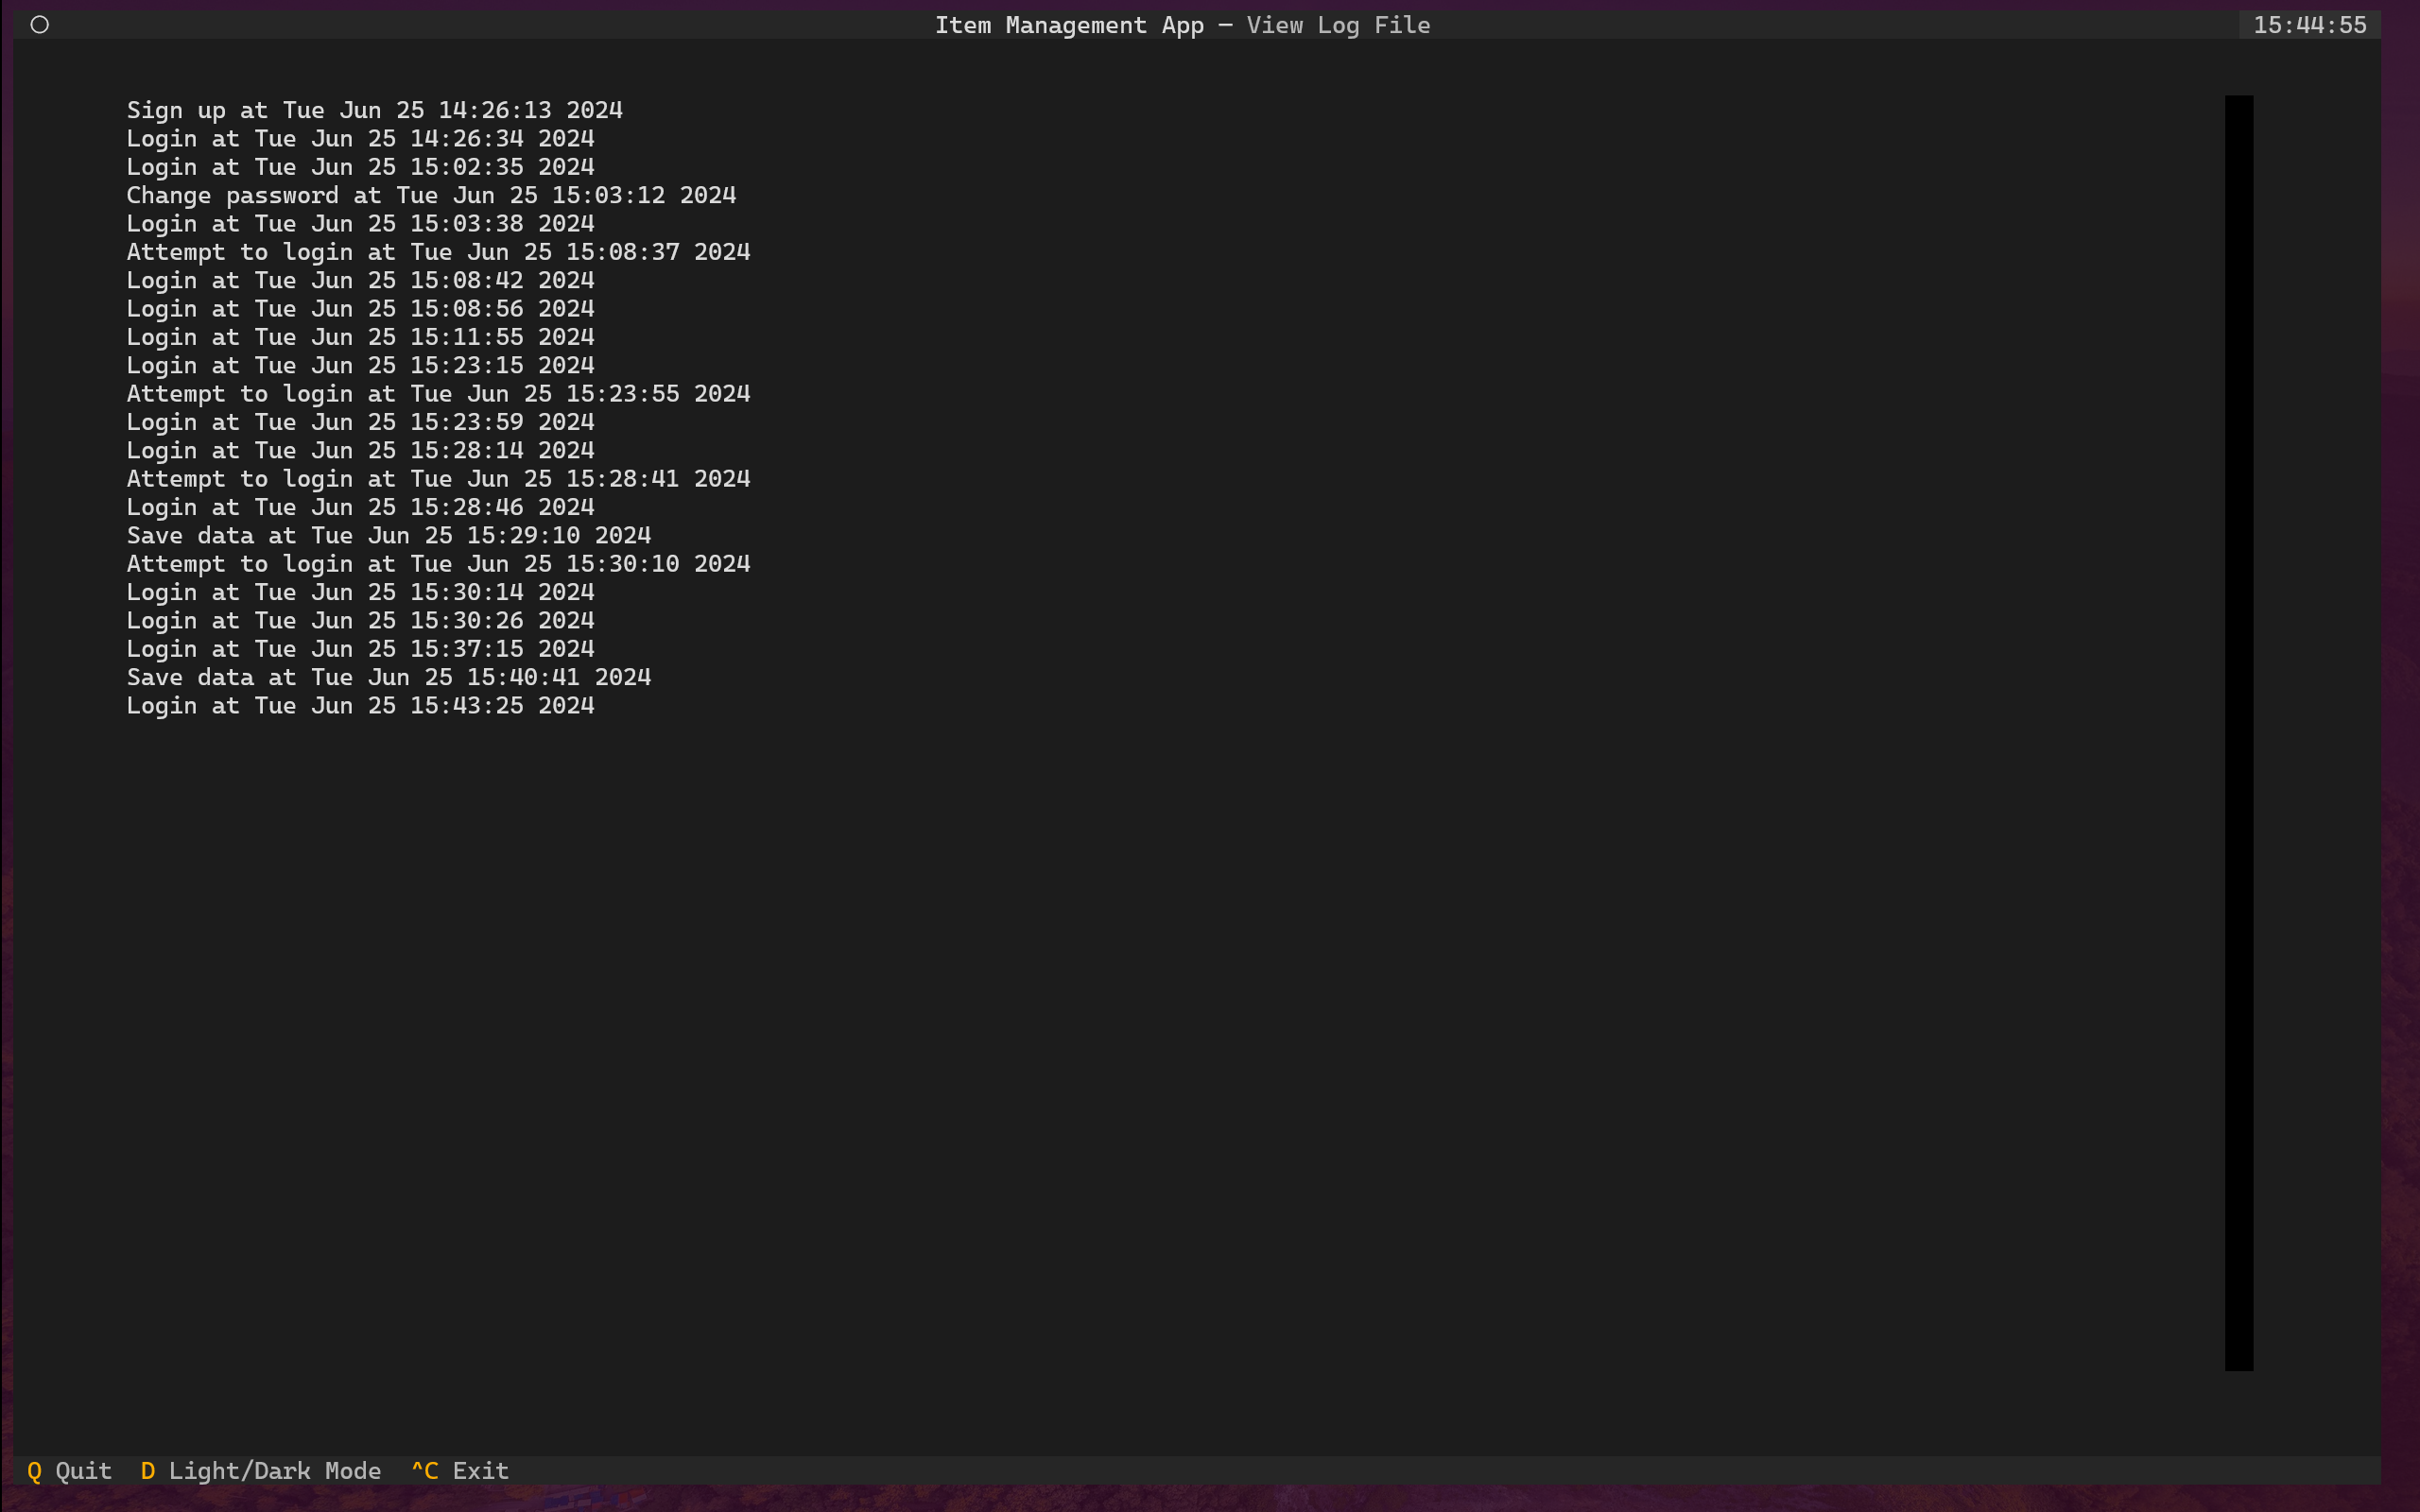 Item Management App — View Log File 15:44:55
Sign up at Tue Jun 25 14:26:13 2024
Login at Tue Jun 25 14:26:34 2024
Login at Tue Jun 25 15:02:35 2024
Change password at Tue Jun 25 15:03:12 2024
Login at Tue Jun 25 15:03:38 2024
Attempt to login at Tue Jun 25 15:08:37 2024
Login at Tue Jun 25 15:08:42 2024
Login at Tue Jun 25 15:08:56 2024
Login at Tue Jun 25 15:11:55 2024
Login at Tue Jun 25 15:23:15 2024
Attempt to login at Tue Jun 25 15:23:55 2024
Login at Tue Jun 25 15:23:59 2024
Login at Tue Jun 25 15:28:14 2024
Attempt to login at Tue Jun 25 15:28:41 2024
Login at Tue Jun 25 15:28:46 2024
Save data at Tue Jun 25 15:29:10 2024
Attempt to login at Tue Jun 25 15:30:10 2024
Login at Tue Jun 25 15:30:14 2024
Login at Tue Jun 25 15:30:26 2024
Login at Tue Jun 25 15:37:15 2024
Save data at Tue Jun 25 15:40:41 2024
Login at Tue Jun 25 15:43:25 2024
Q Quit D Light/Dark Mode ^C Exit